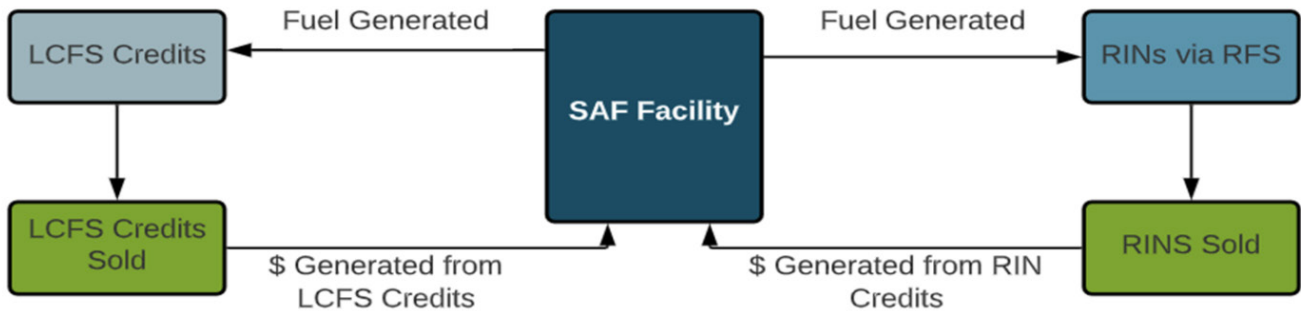 Fuel Generated
Fuel Generated
LCFS Credits
SAF Facility
RINs via RFS
LCFS Credits
Sold
$ Generated from
LCFS Credits
$ Generated from RIN
Credits
RINS Sold